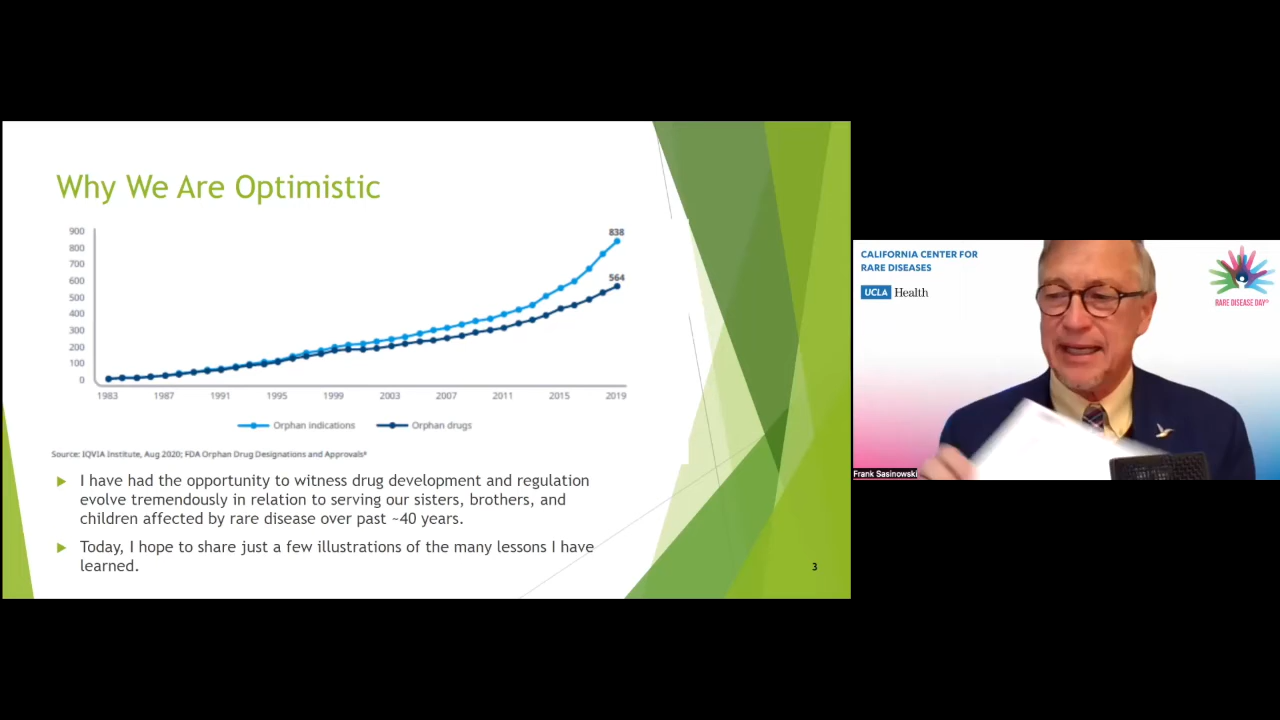 Why We Are Optimistic
900
800
700
600
500
400
300
200
100
0
838
564
1983 1987 1991 1995 1999 2003 2007 2011 2015 2019
Orphan indications Orphan drugs
Source: IQVIA Institute, Aug 2020; FDA Orphan Drug Designations and Approvals⁶
I have had the opportunity to witness drug development and regulation
evolve tremendously in relation to serving our sisters, brothers, and
children affected by rare disease over past ~40 years.
Today, I hope to share just a few illustrations of the many lessons I have
learned.
3
CALIFORNIA CENTER FOR
RARE DISEASES
UCLA Health
RARE DISEASE DAY®
Frank Sasinowski